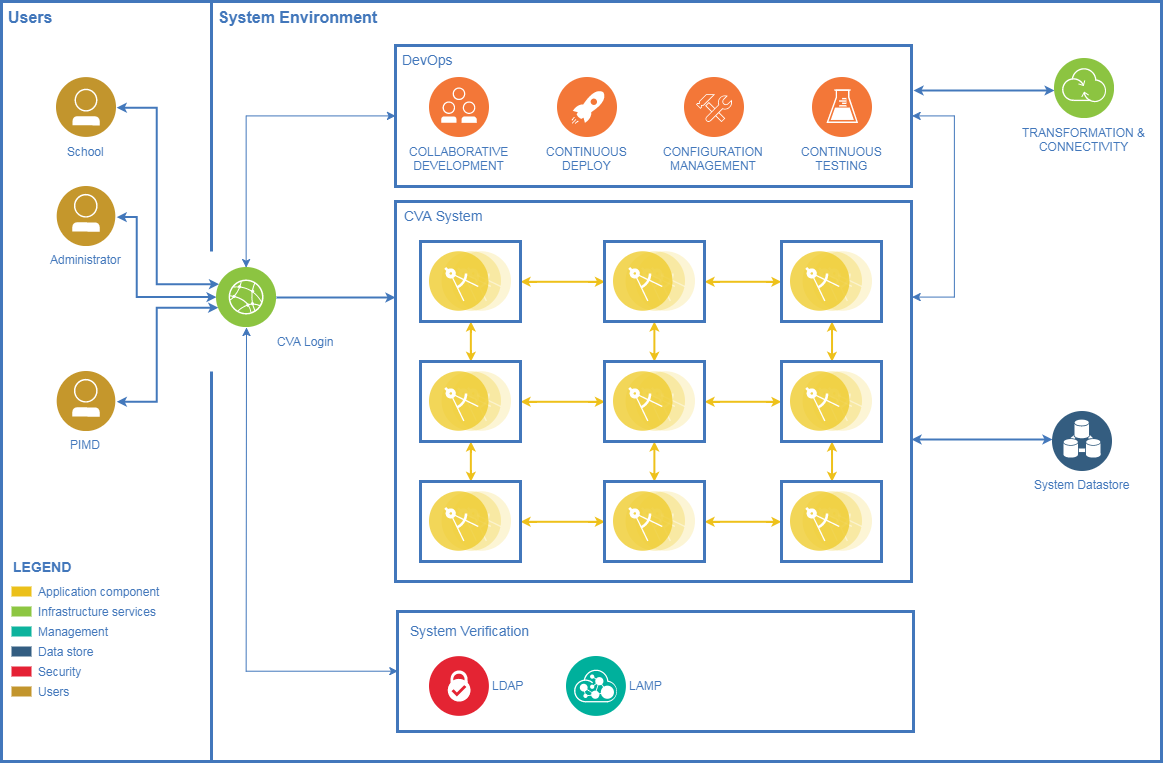 Users
System Environment
School
Administrator
PIMD
DevOps
COLLABORATIVE
DEVELOPMENT
CONTINUOUS
DEPLOY
CONFIGURATION
MANAGEMENT
CONTINUOUS
TESTING
TRANSFORMATION &
CONNECTIVITY
CVA Login
CVA System
System Datastore
System Verification
LDAP
LAMP
LEGEND
Application component
Infrastructure services
Management
Data store
Security
Users